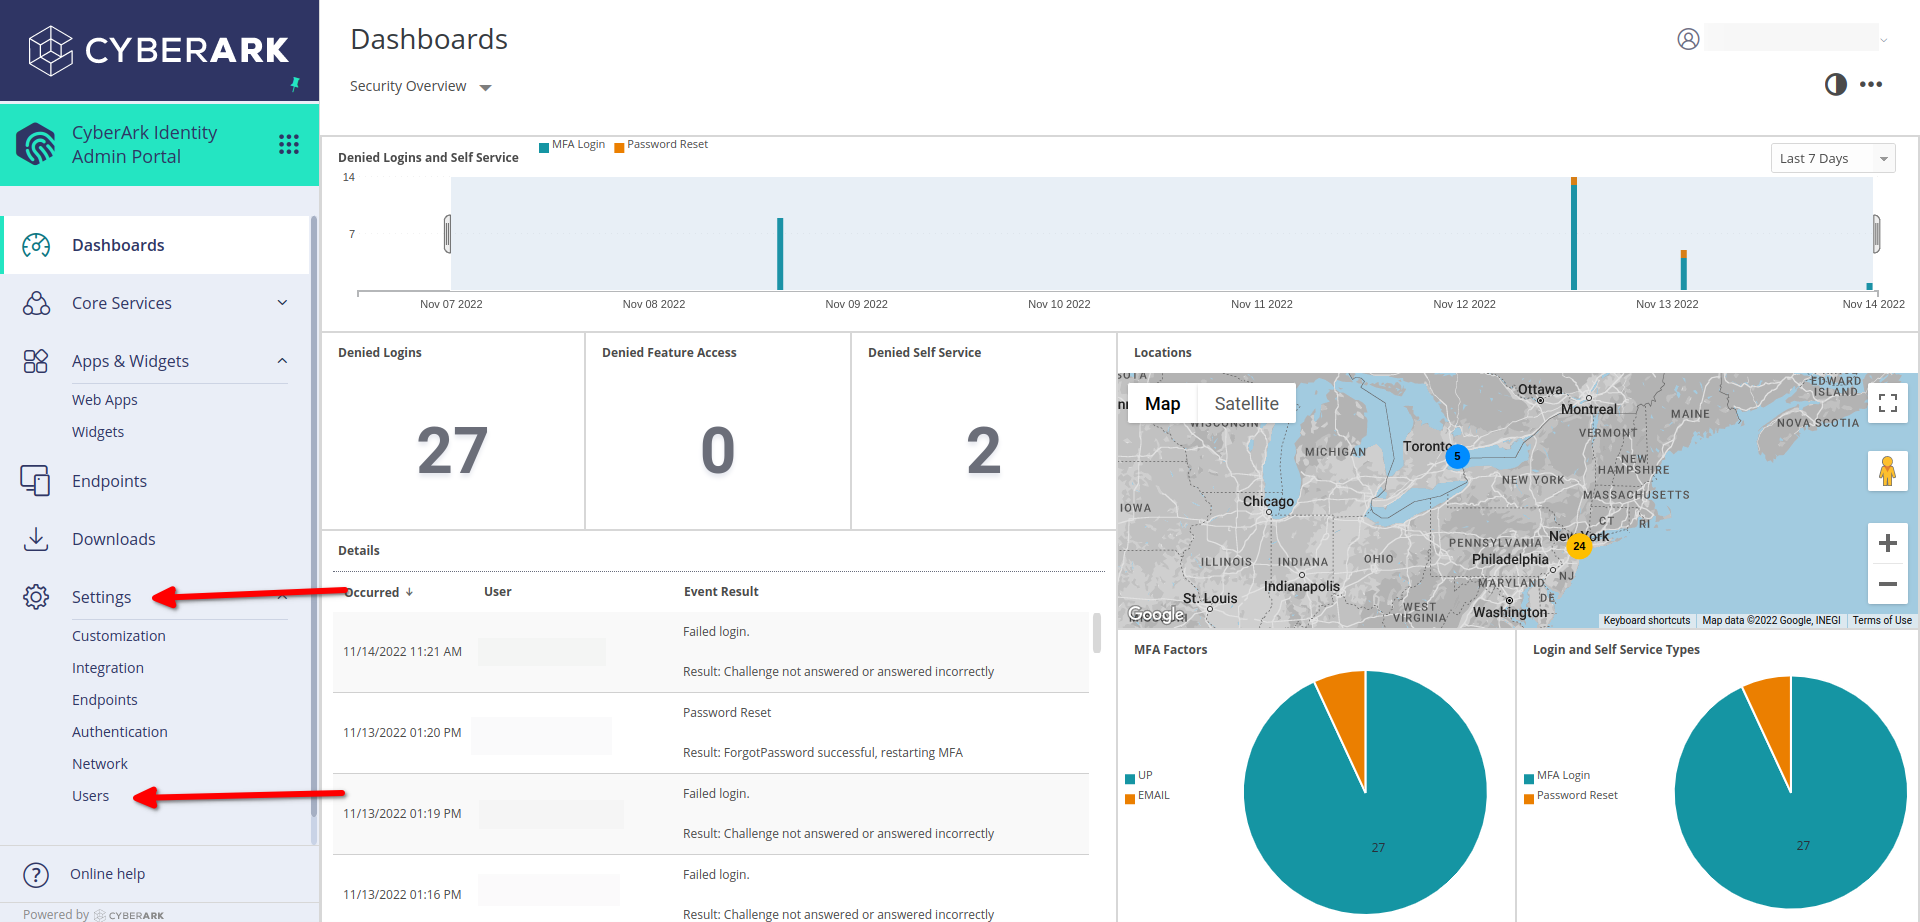 CYBERARK
CyberArk Identity
Admin Portal
Dashboards
Core Services
Apps & Widgets
Web Apps
Widgets
Endpoints
Downloads
Settings
Customization
Integration
Endpoints
Authentication
Network
Users
Online help
Powered by CYBERARK
Dashboards
Security Overview
Denied Logins and Self Service
MFA Login
Password Reset
Last 7 Days
14
7
Nov 07 2022
Nov 08 2022
Nov 09 2022
Nov 10 2022
Nov 11 2022
Nov 12 2022
Nov 13 2022
Nov 14 2022
Denied Logins
27
Denied Feature Access
0
Denied Self Service
2
Details
Occurred
User
Event Result
11/14/2022 11:21 AM
Failed login.
Result: Challenge not answered or answered incorrectly
11/13/2022 01:20 PM
Password Reset
Result: ForgotPassword successful, restarting MFA
11/13/2022 01:19 PM
Failed login.
Result: Challenge not answered or answered incorrectly
11/13/2022 01:16 PM
Failed login.
Result: Challenge not answered or answered incorrectly
Locations
Map
Satellite
WISCONSIN
Ottawa
Montreal
MAINE
EDWARD
ISLAND
NOVA SCOTIA
MICHIGAN
Toronto
5
VERMONT
NEW
HAMPSHIRE
NEW YORK
MASSACHUSETTS
CT
RI
IOWA
Chicago
ILLINOIS
INDIANA
OHIO
PENNSYLVANIA
New York
24
Philadelphia
NJ
Indianapolis
MARYLAND
DE
St. Louis
WEST
VIRGINIA
Washington
Google
Keyboard shortcuts
Map data ©2022 Google, INEGI
Terms of Use
MFA Factors
UP
EMAIL
27
Login and Self Service Types
MFA Login
Password Reset
27